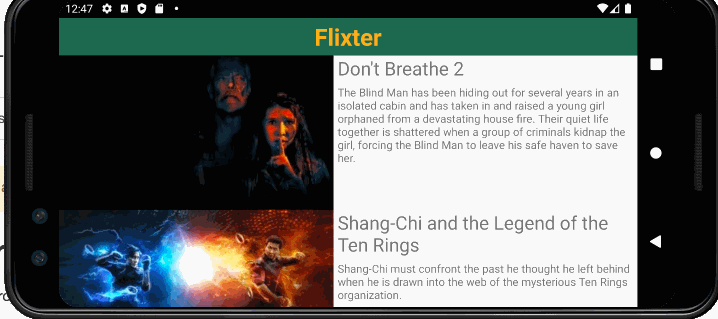 12:47
Flixter
Don't Breathe 2
The Blind Man has been hiding out for several years in an
isolated cabin and has taken in and raised a young girl
orphaned from a devastating house fire. Their quiet life
together is shattered when a group of criminals kidnap the
girl, forcing the Blind Man to leave his safe haven to save
her.
Shang-Chi and the Legend of the
Ten Rings
Shang-Chi must confront the past he thought he left behind
when he is drawn into the web of the mysterious Ten Rings
organization.